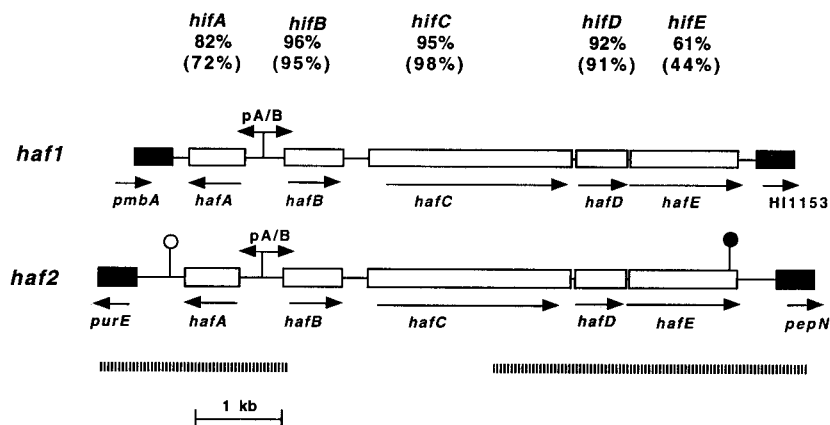 hifA hifB hifC hifD hifE
82% 96% 95% 92% 61%
(72%) (95%) (98%) (91%) (44%)
pA/B
haf1
pmbA hafA hafB hafC hafD hafE HI1153
pA/B
haf2
purE hafA hafB hafC hafD hafE pepN
1 kb